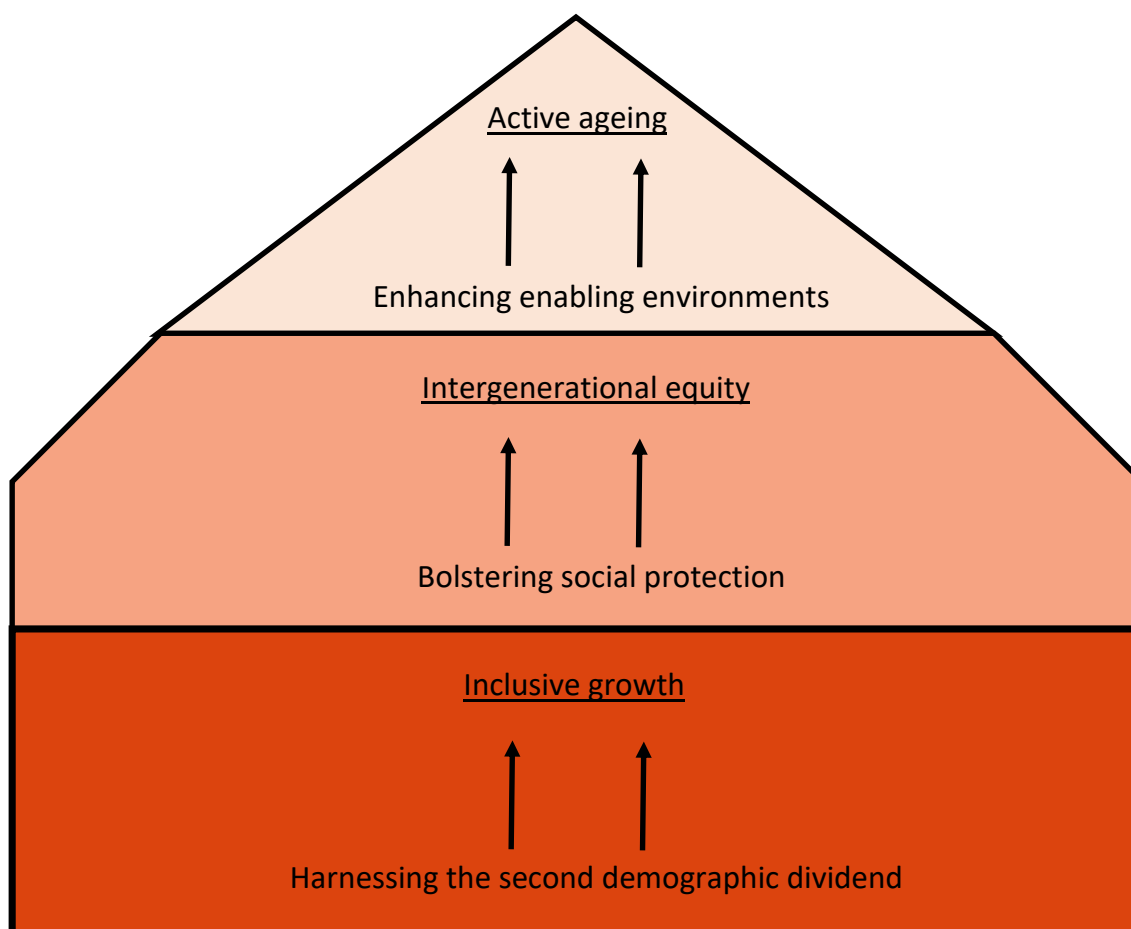 Active ageing
Enhancing enabling environments
Intergenerational equity
Bolstering social protection
Inclusive growth
Harnessing the second demographic dividend